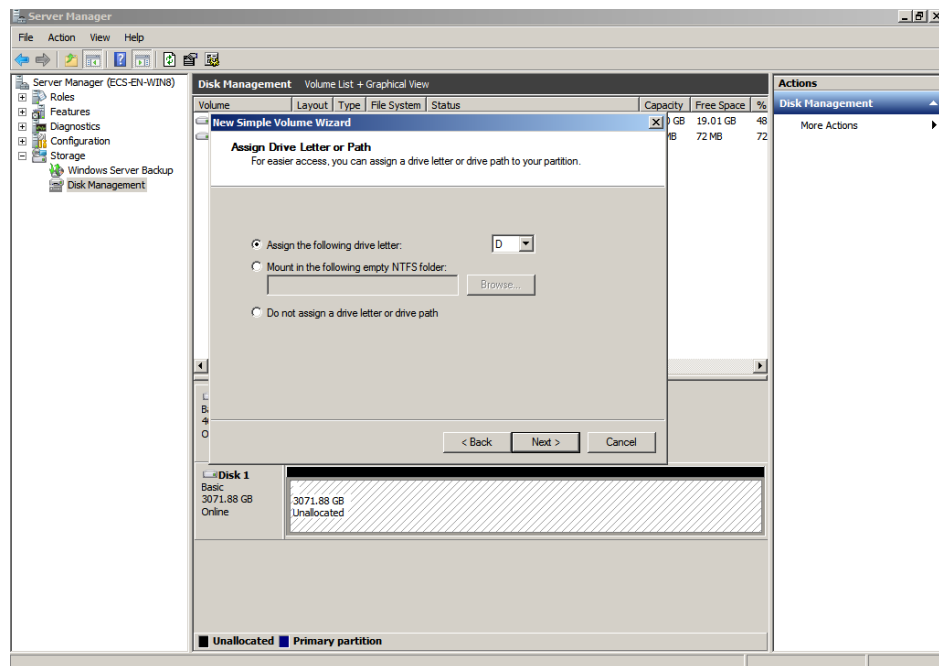 Server Manager
File Action View Help
Server Manager (ECS-EN-WIN8)
Roles
Features
Diagnostics
Configuration
Storage
Windows Server Backup
Disk Management
Disk Management Volume List + Graphical View
Volume Layout Type File System Status Capacity Free Space %
GB 19.01 GB 48
MB 72 MB 72
New Simple Volume Wizard
Assign Drive Letter or Path
For easier access, you can assign a drive letter or drive path to your partition.
Assign the following drive letter: D
Mount in the following empty NTFS folder:
Browse...
Do not assign a drive letter or drive path
< Back Next > Cancel
Disk 1
Basic
3071.88 GB
Online
3071.88 GB
Unallocated
Unallocated Primary partition
Actions
Disk Management
More Actions